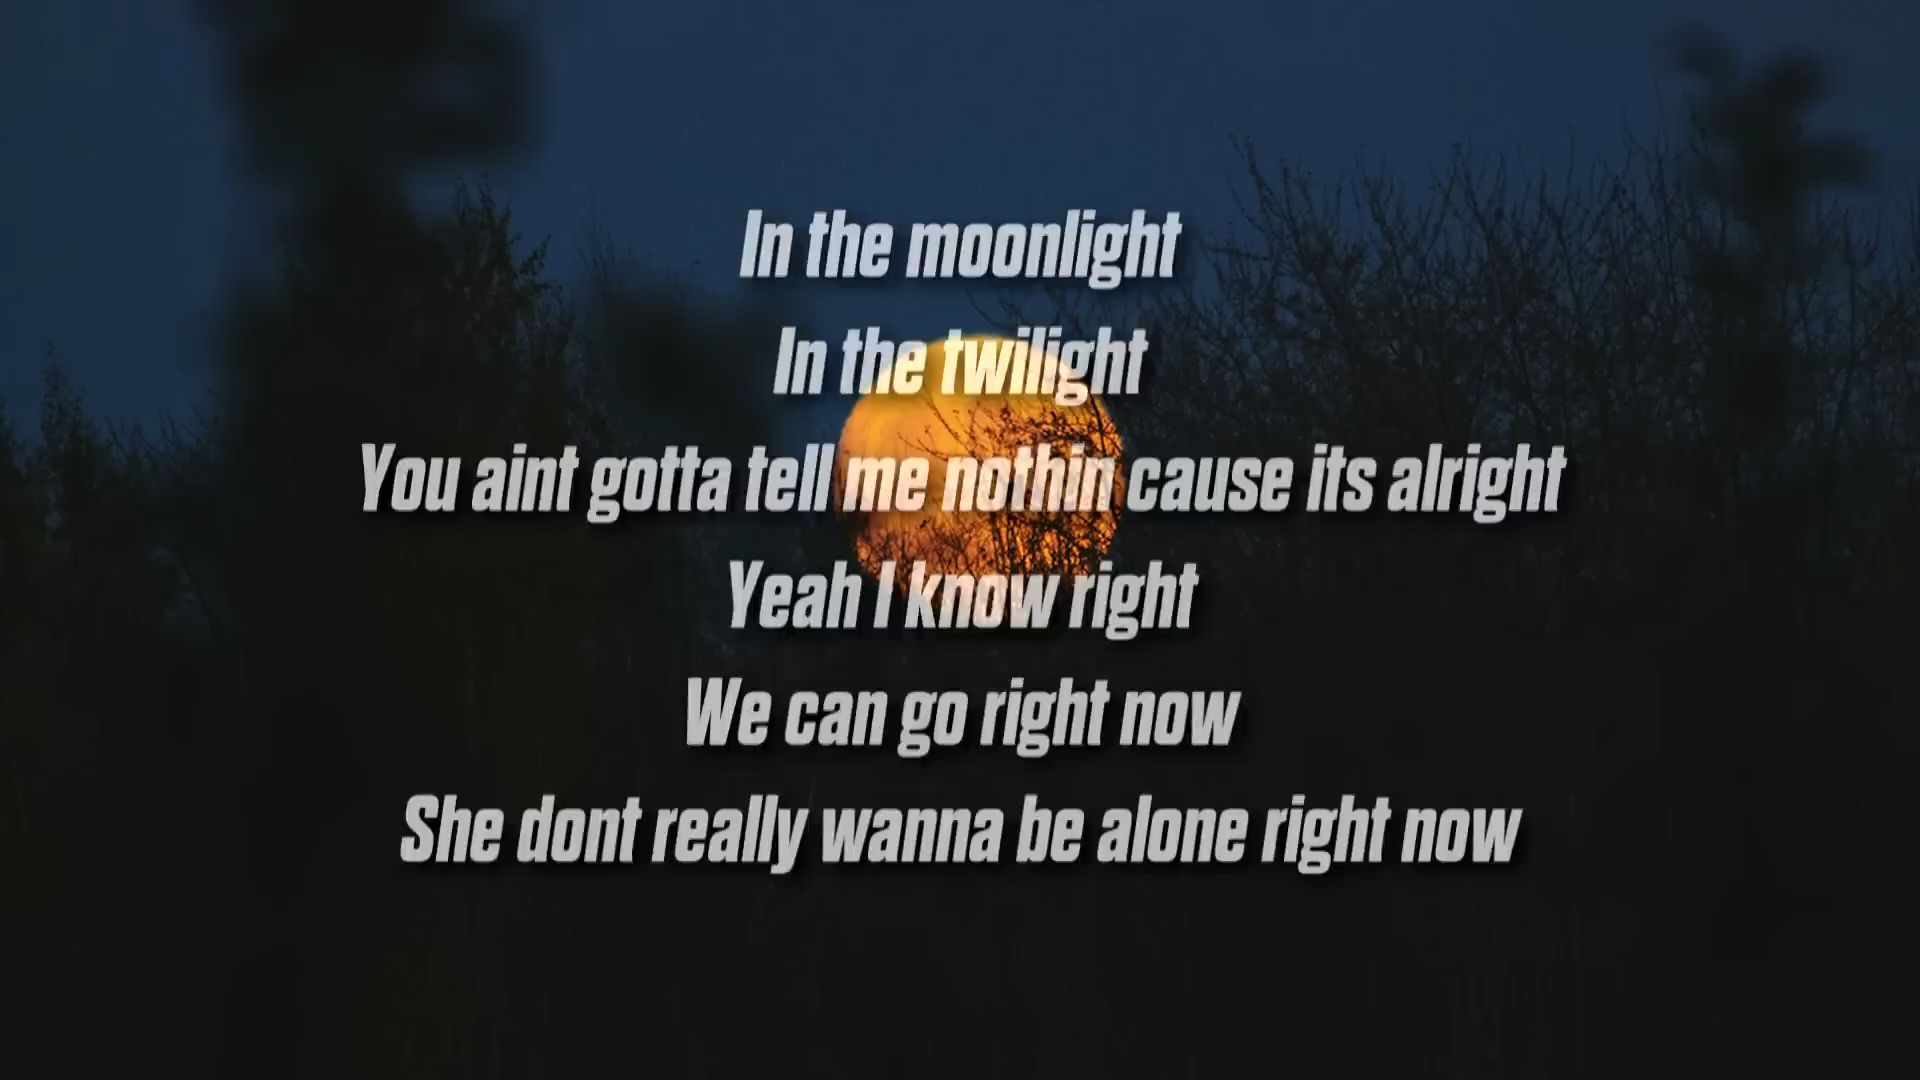 In the moonlight
In the twilight
You aint gotta tell me nothin cause its alright
Yeah I know right
We can go right now
She dont really wanna be alone right now